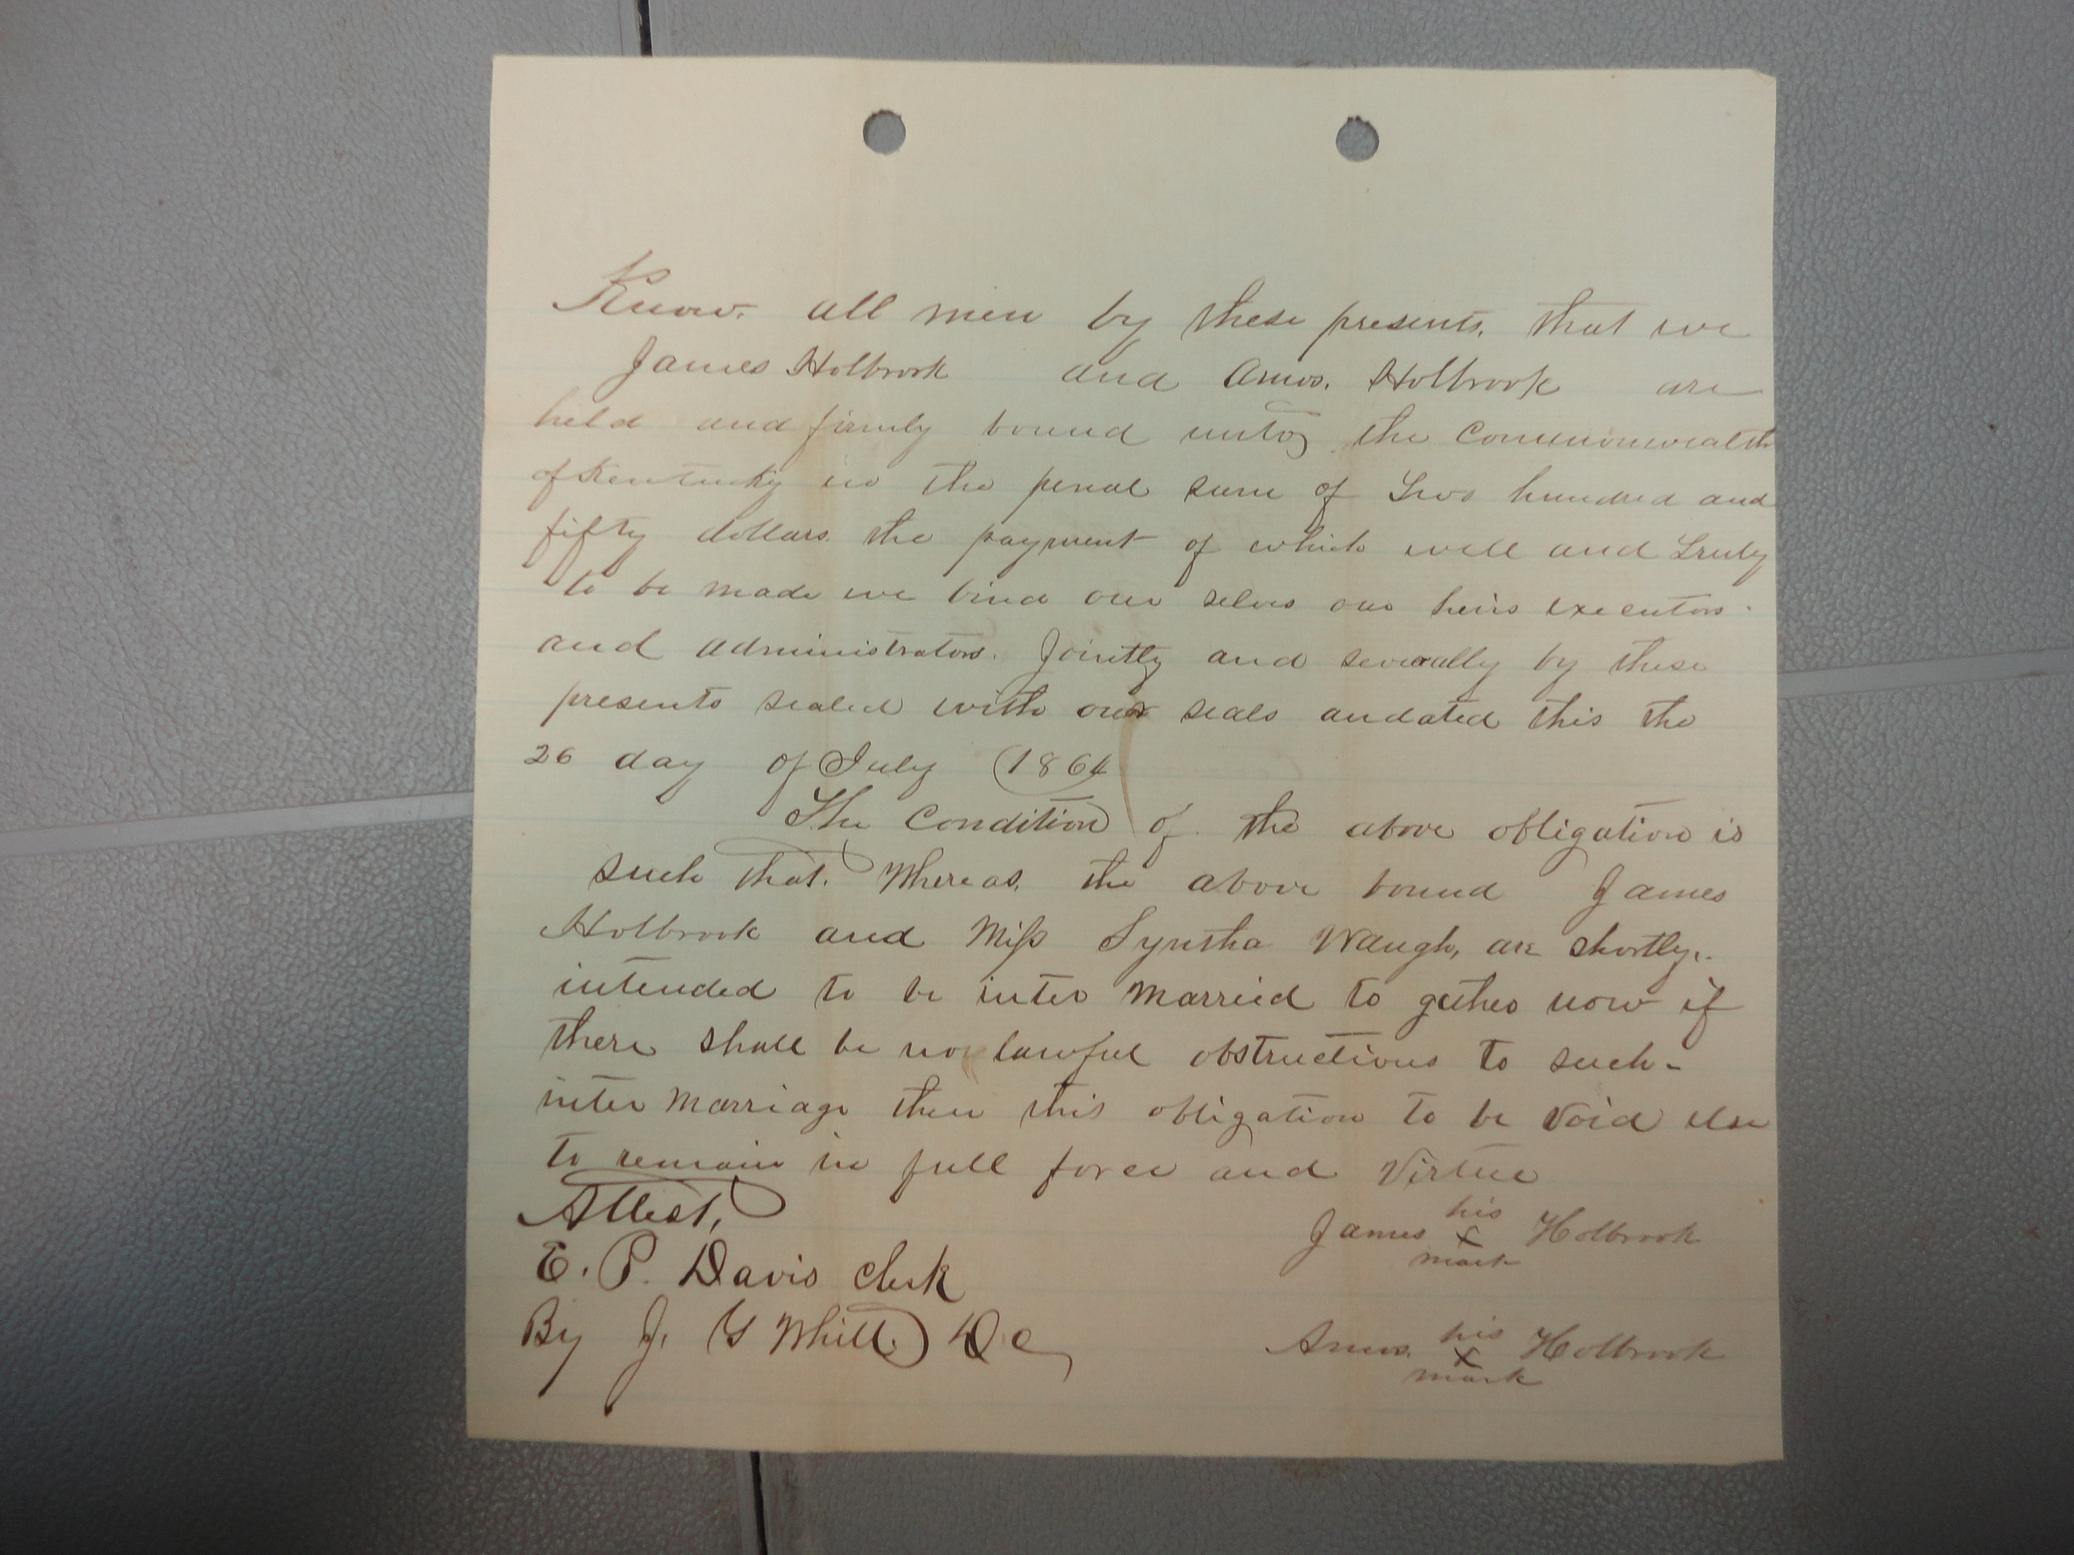 Know all men by these presents, that we
James Holbrook and Amos. Holbrook are
held and firmly bound unto the Commonwealth
of Kentucky in the penal sum of Two hundred and
fifty dollars the payment of which well and truly
to be made we bind our selves our heirs executors
and administrators. Jointly and severally by these
presents sealed with our seals andated this the
26 day of July 1864
The Condition of the above obligation is
such that. Whereas, the above bound James
Holbrook and Miss Syntha Waugh, are shortly,
intended to be inter married to gether now if
there shall be no lawful obstructions to such-
inter marriage then this obligation to be void else
to remain in full force and virtue
Attest,
E. P. Davis Clerk
By J. G Whitt D C
James his X mark Holbrook
Amos. his X mark Holbrook